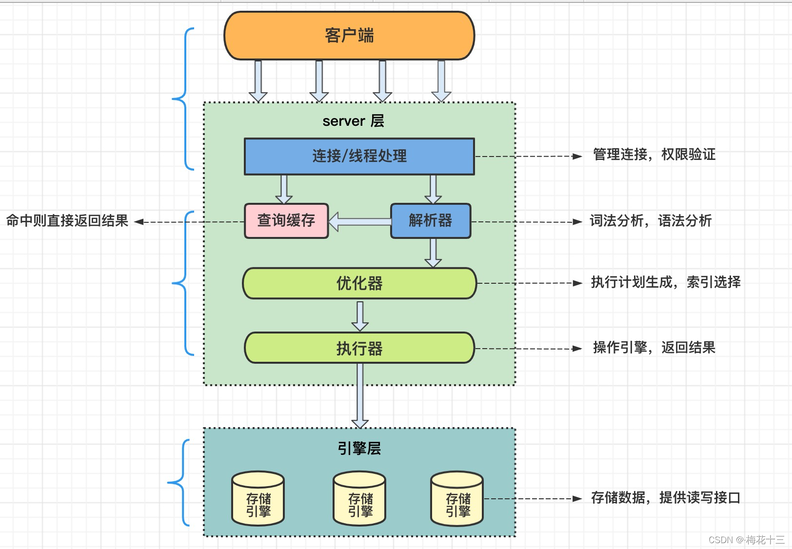 客户端
server 层
连接/线程处理
管理连接，权限验证
命中则直接返回结果
查询缓存
解析器
词法分析，语法分析
优化器
执行计划生成，索引选择
执行器
操作引擎，返回结果
引擎层
存储
引擎
存储
引擎
存储
引擎
存储数据，提供读写接口
CSDN @·梅花十三